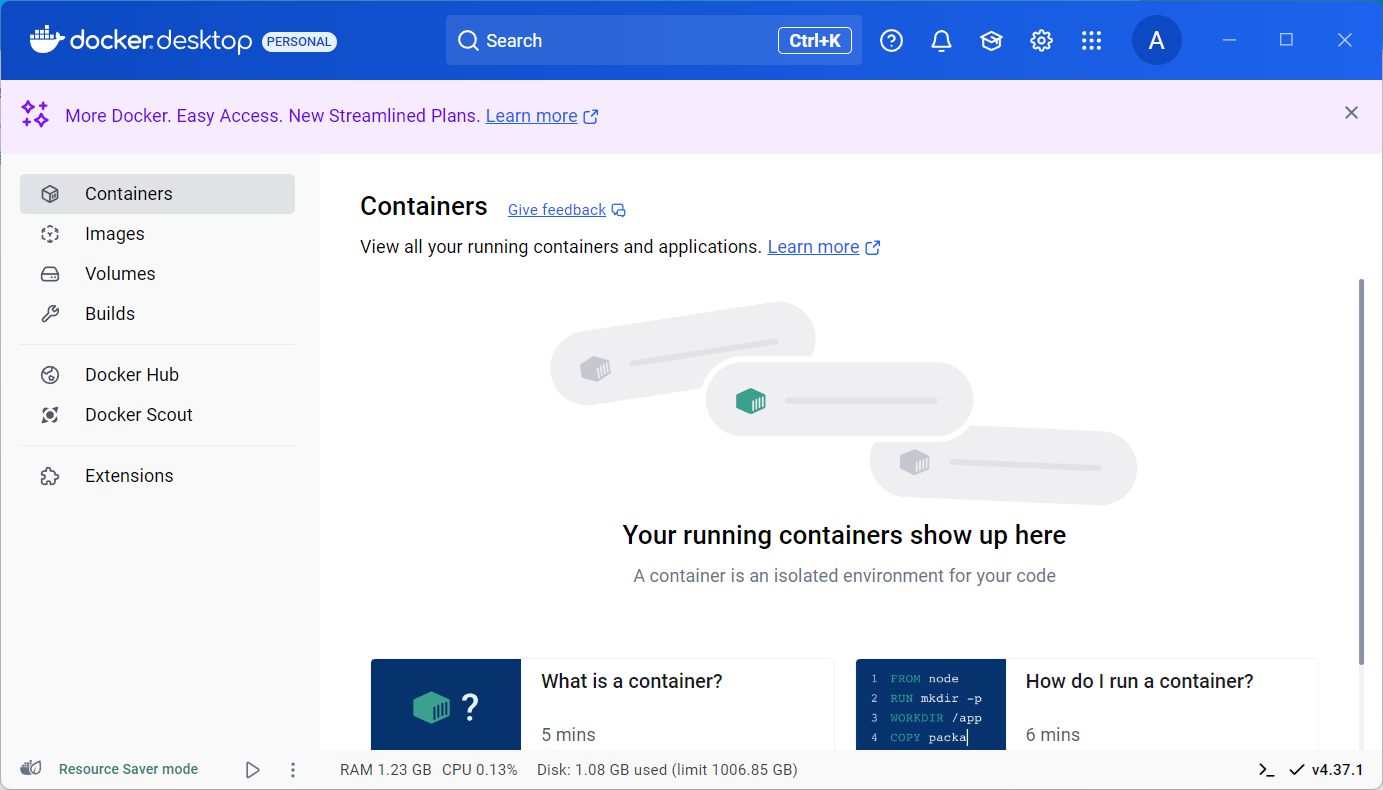 docker.desktop PERSONAL Search Ctrl+K A
More Docker. Easy Access. New Streamlined Plans. Learn more
Containers
Images
Volumes
Builds
Docker Hub
Docker Scout
Extensions
Containers Give feedback
View all your running containers and applications. Learn more
Your running containers show up here
A container is an isolated environment for your code
?
What is a container?
5 mins
1 FROM node
2 RUN mkdir -p
3 WORKDIR /app
4 COPY packa
How do I run a container?
6 mins
Resource Saver mode RAM 1.23 GB CPU 0.13% Disk: 1.08 GB used (limit 1006.85 GB) v4.37.1